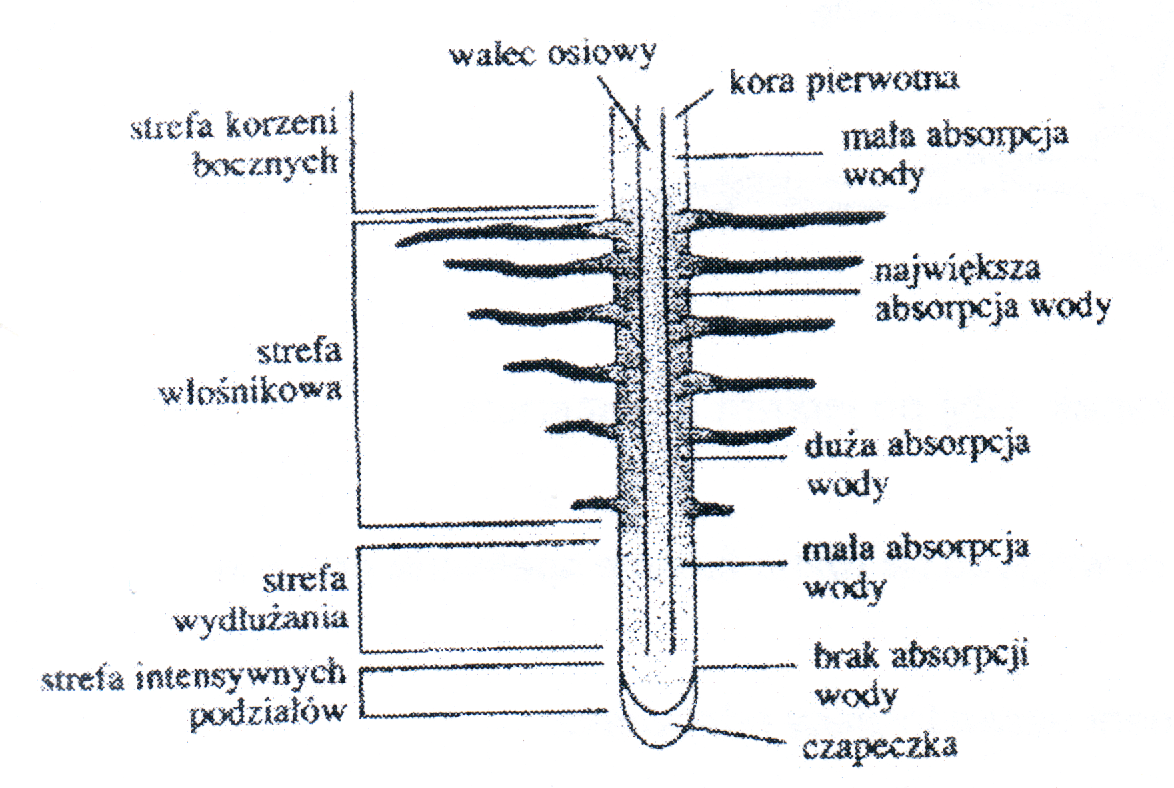 walec osiowy
kora pierwotna
strefa korzeni
bocznych
mała absorpcja
wody
największa
absorpcja wody
strefa
włośnikowa
duża absorpcja
wody
mała absorpcja
wody
strefa
wydłużania
brak absorpcji
wody
strefa intensywnych
podziałów
czapeczka